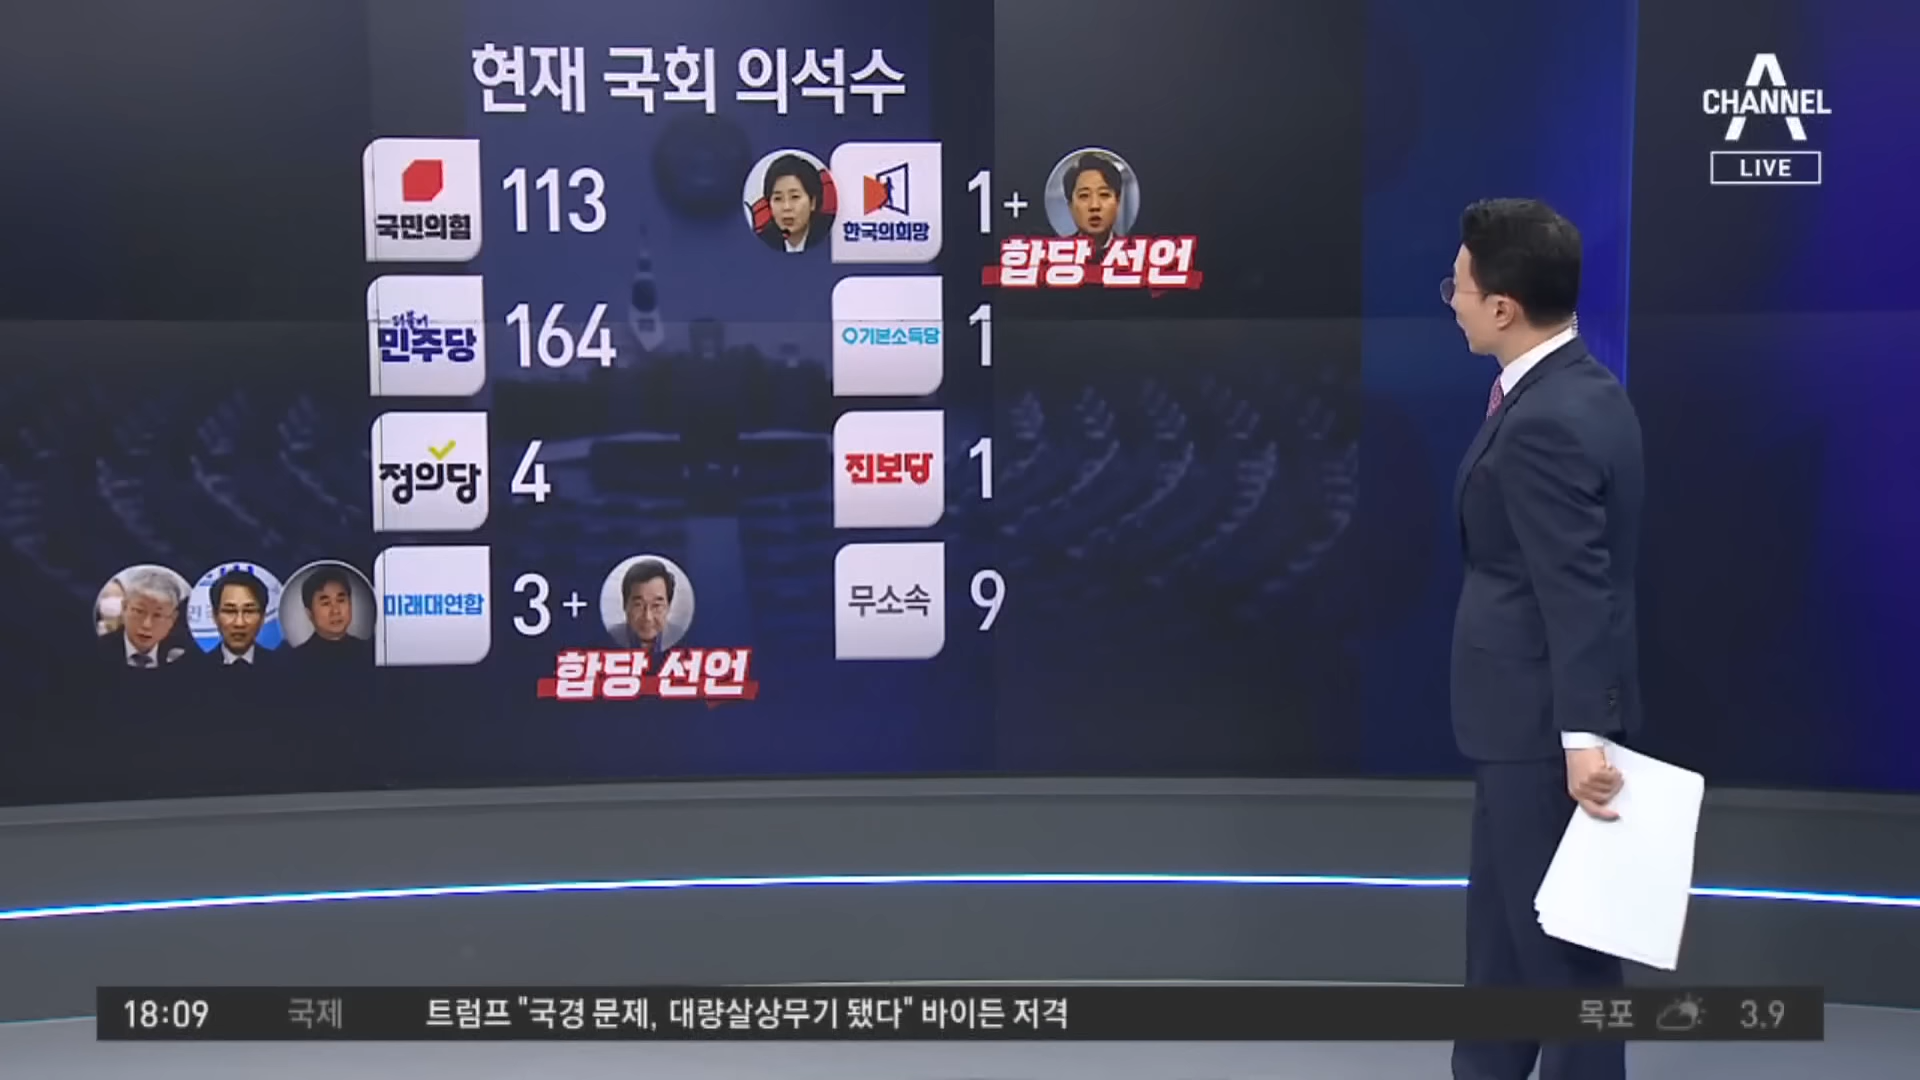 현재 국회 의석수
CHANNEL A
LIVE
국민의힘 113
한국의희망 1+
합당 선언
더불어
민주당 164
기본소득당 1
정의당 4
진보당 1
미래대연합 3+
합당 선언
무소속 9
18:09 국제 트럼프 "국경 문제, 대량살상무기 됐다" 바이든 저격 목포 3.9